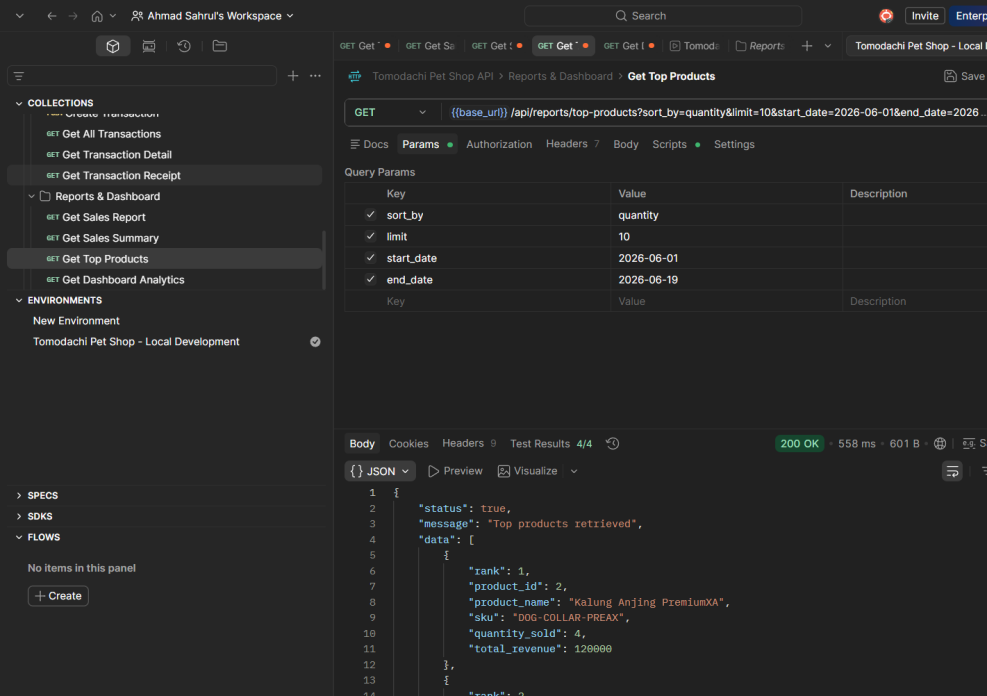 Ahmad Sahrul's Workspace
Search
Invite
Enterp
GET Get
GET Get Sa
GET Get S
GET Get
GET Get
Tomoda
Reports
Tomodachi Pet Shop - Local
HTTP
Tomodachi Pet Shop API > Reports & Dashboard > Get Top Products
Save
GET
{{base_url}} /api/reports/top-products?sort_by=quantity&limit=10&start_date=2026-06-01&end_date=2026 ...
Docs
Params
Authorization
Headers 7
Body
Scripts
Settings
Query Params
Key
Value
Description
sort_by
quantity
limit
10
start_date
2026-06-01
end_date
2026-06-19
Key
Value
Description
COLLECTIONS
Create Transaction
GET Get All Transactions
GET Get Transaction Detail
GET Get Transaction Receipt
Reports & Dashboard
GET Get Sales Report
GET Get Sales Summary
GET Get Top Products
GET Get Dashboard Analytics
ENVIRONMENTS
New Environment
Tomodachi Pet Shop - Local Development
SPECS
SDKS
FLOWS
No items in this panel
+ Create
Body
Cookies
Headers 9
Test Results 4/4
200 OK
558 ms
601 B
e.g.
S
{ } JSON
Preview
Visualize
1 {
2 "status": true,
3 "message": "Top products retrieved",
4 "data": [
5 {
6 "rank": 1,
7 "product_id": 2,
8 "product_name": "Kalung Anjing PremiumXA",
9 "sku": "DOG-COLLAR-PREAX",
10 "quantity_sold": 4,
11 "total_revenue": 120000
12 },
13 {
14 "rank": 2